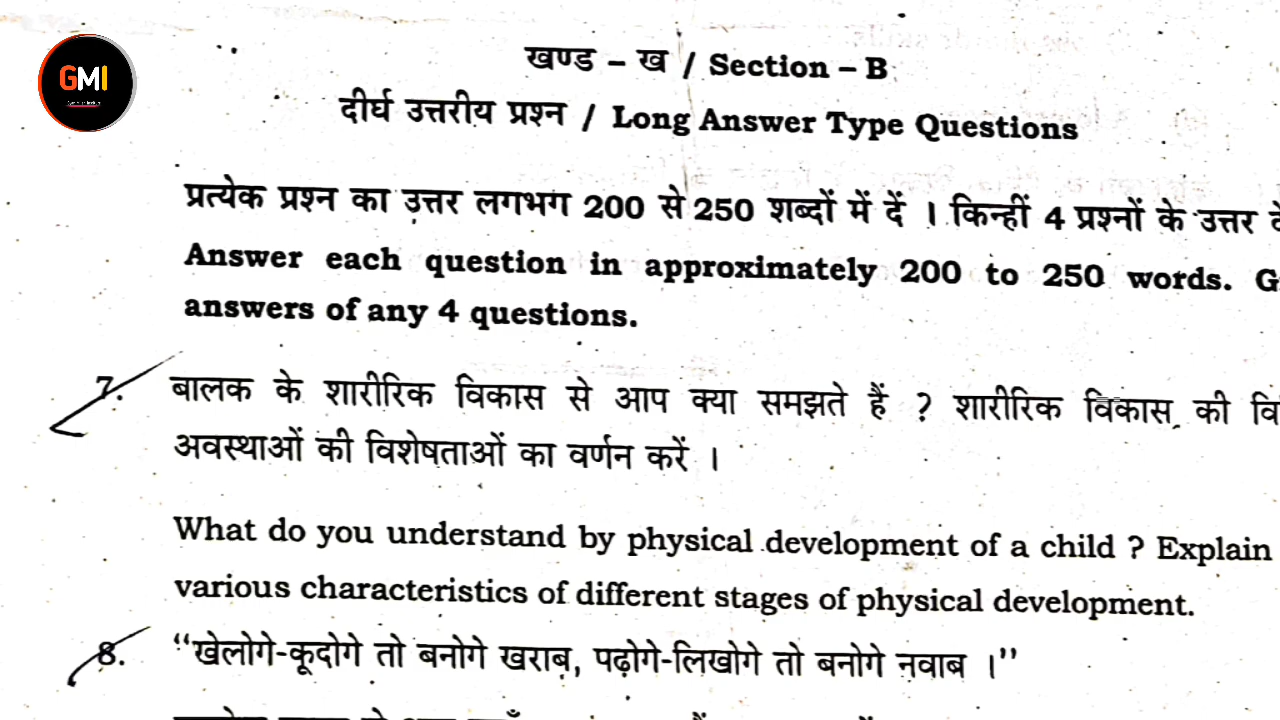 GMI
खण्ड – ख / Section – B
दीर्घ उत्तरीय प्रश्न / Long Answer Type Questions
प्रत्येक प्रश्न का उत्तर लगभग 200 से 250 शब्दों में दें । किन्हीं 4 प्रश्नों के उत्तर
Answer each question in approximately 200 to 250 words. G
answers of any 4 questions.
7. बालक के शारीरिक विकास से आप क्या समझते हैं ? शारीरिक विकास की
अवस्थाओं की विशेषताओं का वर्णन करें ।
What do you understand by physical development of a child ? Explain
various characteristics of different stages of physical development.
8. “खेलोगे-कूदोगे तो बनोगे खराब, पढ़ोगे-लिखोगे तो बनोगे नवाब ।”